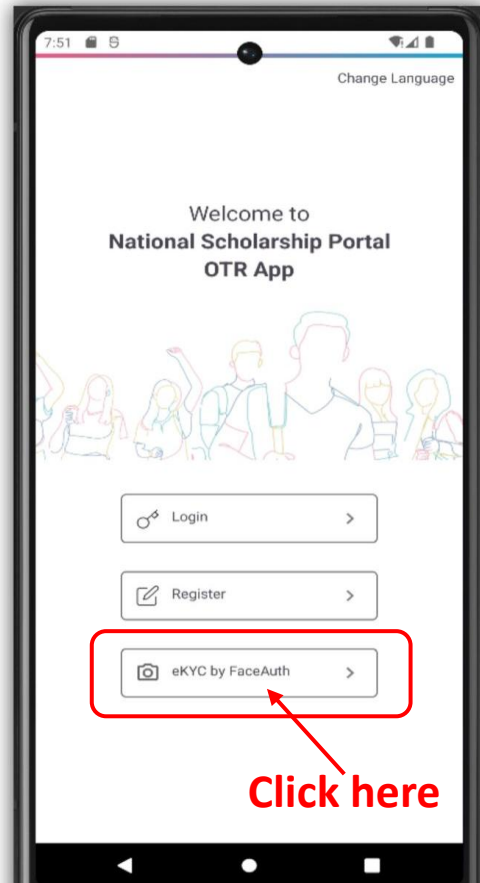 7:51
Change Language
Welcome to
National Scholarship Portal
OTR App
Login
Register
eKYC by FaceAuth
Click here